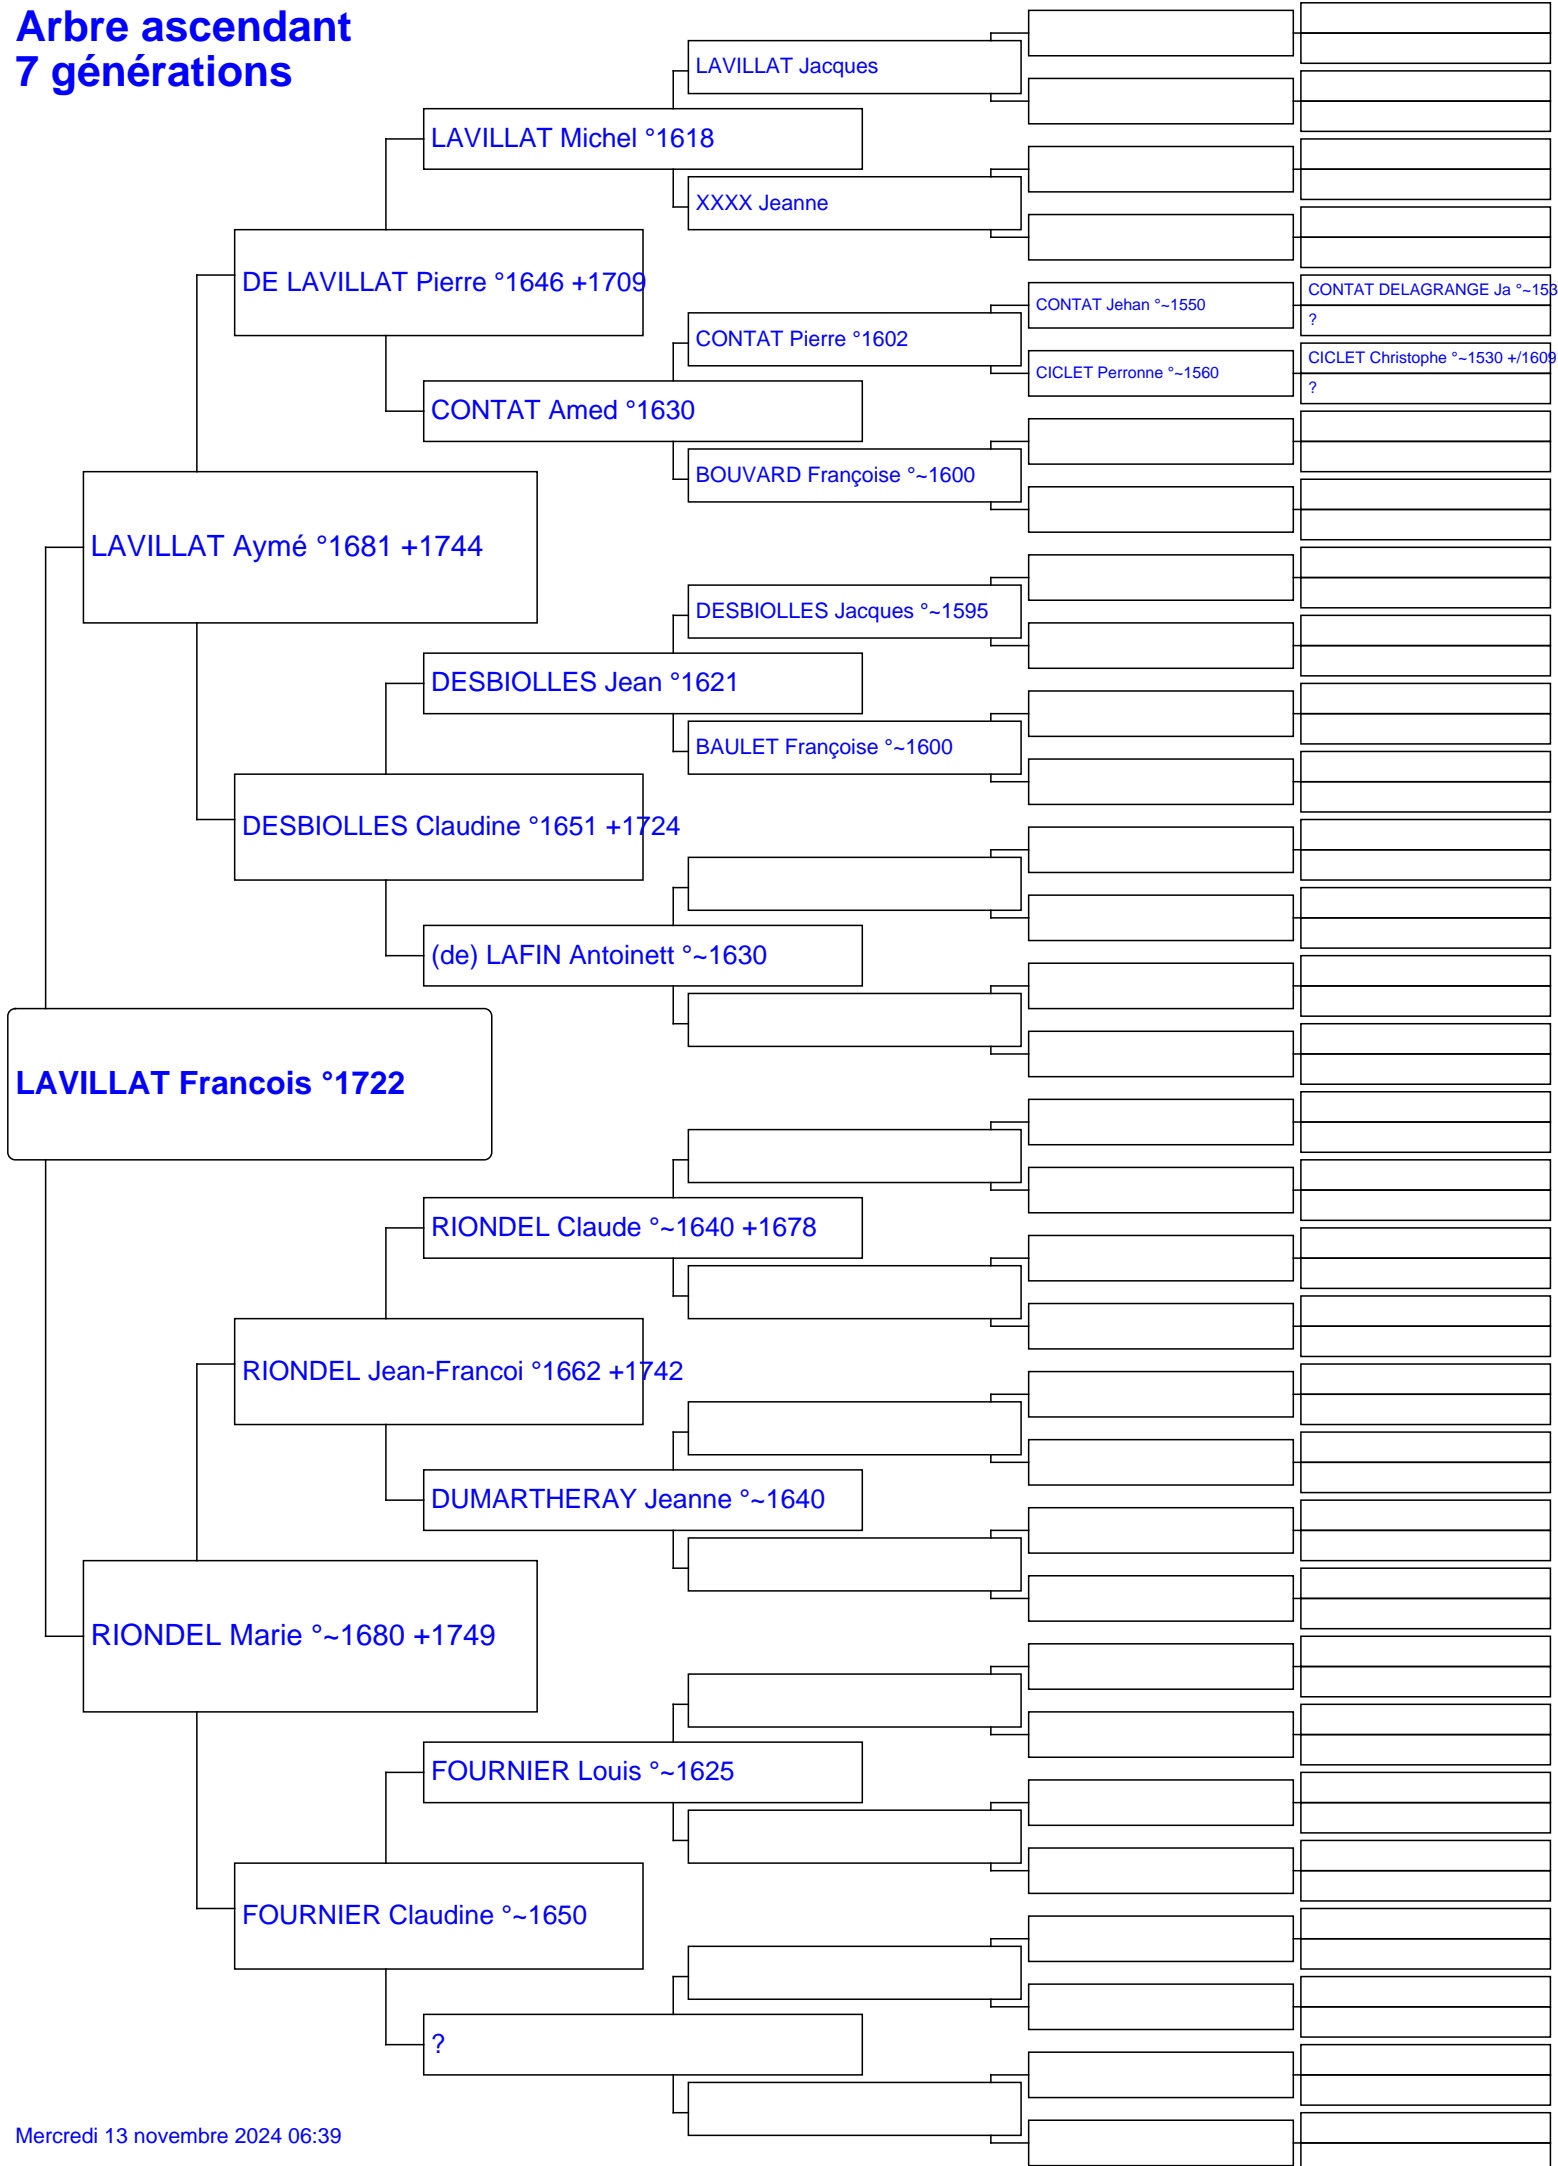 Arbre ascendant
7 générations
LAVILLAT Jacques
LAVILLAT Michel °1618
XXXX Jeanne
DE LAVILLAT Pierre °1646 +1709
CONTAT DELAGRANGE Ja °~153
CONTAT Jehan °~1550
?
CONTAT Pierre °1602
CICLET Christophe °~1530 +/1609
CICLET Perronne °~1560
?
CONTAT Amed °1630
BOUVARD Françoise °~1600
LAVILLAT Aymé °1681 +1744
DESBIOLLES Jacques °~1595
DESBIOLLES Jean °1621
BAULET Françoise °~1600
DESBIOLLES Claudine °1651 +1724
(de) LAFIN Antoinett °~1630
LAVILLAT Francois °1722
RIONDEL Claude °~1640 +1678
RIONDEL Jean-Francoi °1662 +1742
DUMARTHERAY Jeanne °~1640
RIONDEL Marie °~1680 +1749
FOURNIER Louis °~1625
FOURNIER Claudine °~1650
?
Mercredi 13 novembre 2024 06:39